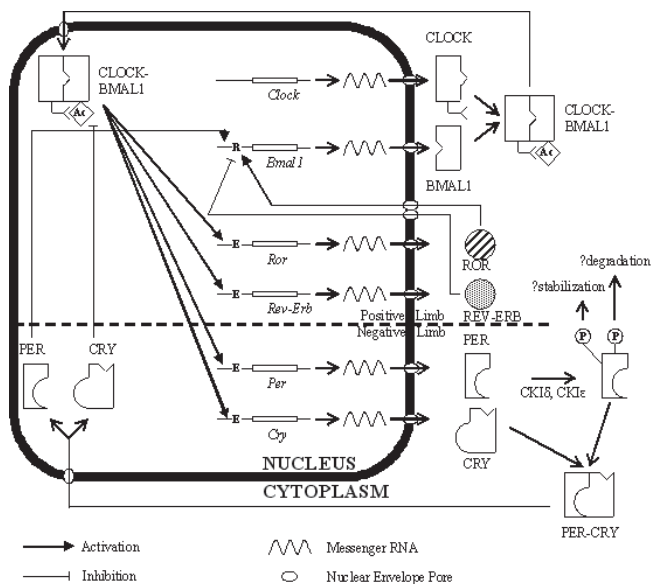 CLOCK
CLOCK-
BMAL1
Ac
Clock
CLOCK-
BMAL1
Ac
R
Bmal1
BMAL1
E
Ror
ROR
?degradation
?stabilization
E
Rev-Erb
REV-ERB
Positive Limb
Negative Limb
P
P
PER
CRY
PER
E
Per
CKIδ, CKIε
E
Cry
CRY
NUCLEUS
CYTOPLASM
PER-CRY
Activation
Messenger RNA
Inhibition
Nuclear Envelope Pore